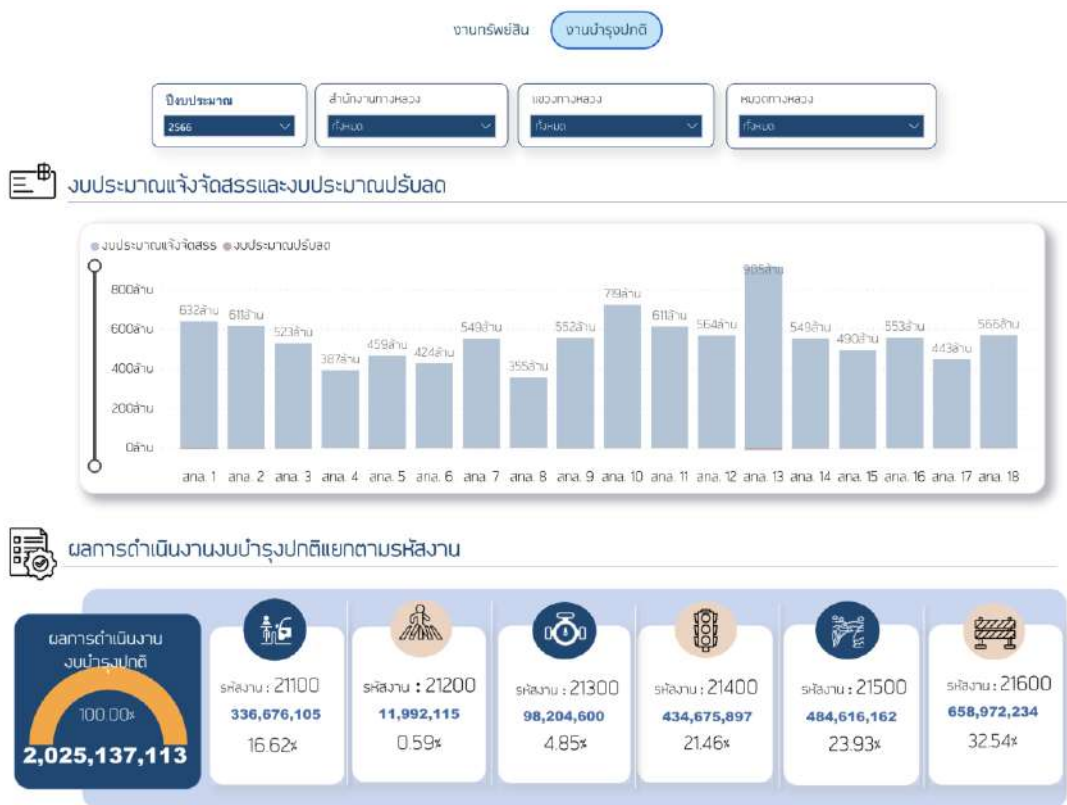 งานทรัพย์สิน งานบำรุงปกติ
ปีงบประมาณ สำนักงานทางหลวง แขวงทางหลวง หมวดทางหลวง
2566 ทั้งหมด ทั้งหมด ทั้งหมด
งบประมาณแจ้งจัดสรรและงบประมาณปรับลด
งบประมาณแจ้งจัดสรร งบประมาณปรับลด
800ล้าน
600ล้าน
400ล้าน
200ล้าน
0ล้าน
632ล้าน 611ล้าน 523ล้าน 387ล้าน 459ล้าน 424ล้าน 549ล้าน 355ล้าน 552ล้าน 719ล้าน 611ล้าน 564ล้าน 549ล้าน 490ล้าน 553ล้าน 443ล้าน 566ล้าน
สทล. 1 สทล. 2 สทล. 3 สทล. 4 สทล. 5 สทล. 6 สทล. 7 สทล. 8 สทล. 9 สทล. 10 สทล. 11 สทล. 12 สทล. 13 สทล. 14 สทล. 15 สทล. 16 สทล. 17 สทล. 18
ผลการดำเนินงานงบบำรุงปกติแยกตามรหัสงาน
ผลการดำเนินงาน
งบบำรุงปกติ
100.00%
2,025,137,113
รหัสงาน : 21100
336,676,105
16.62%
รหัสงาน : 21200
11,992,115
0.59%
รหัสงาน : 21300
98,204,600
4.85%
รหัสงาน : 21400
434,675,897
21.46%
รหัสงาน : 21500
484,616,162
23.93%
รหัสงาน : 21600
658,972,234
32.54%